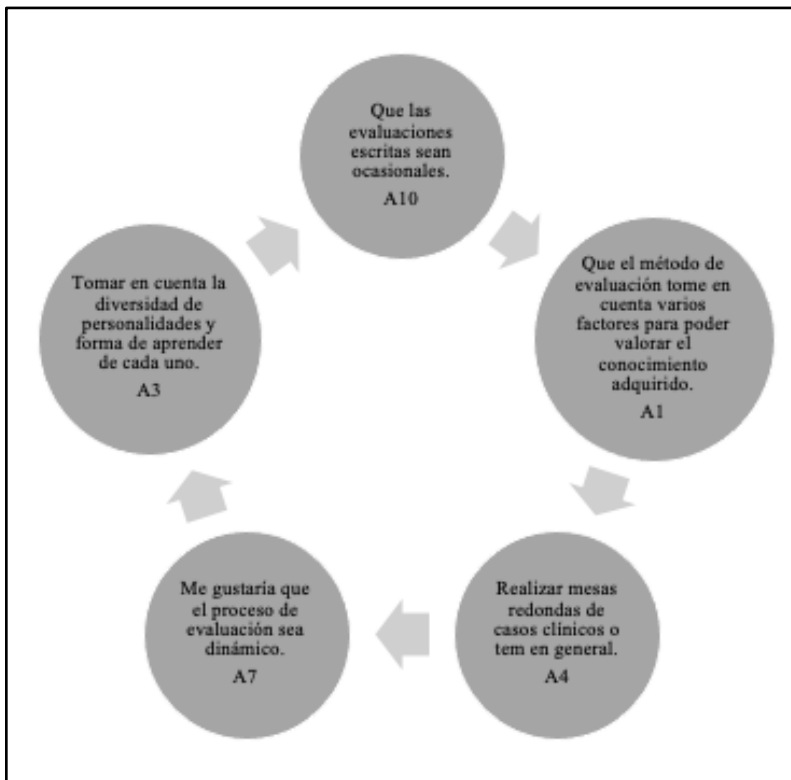 Que las
evaluaciones
escritas sean
ocasionales.
A10
Que el método de
evaluación tome en
cuenta varios
factores para poder
valorar el
conocimiento
adquirido.
A1
Realizar mesas
redondas de
casos clínicos o
tem en general.
A4
Me gustaría que
el proceso de
evaluación sea
dinámico.
A7
Tomar en cuenta la
diversidad de
personalidades y
forma de aprender
de cada uno.
A3